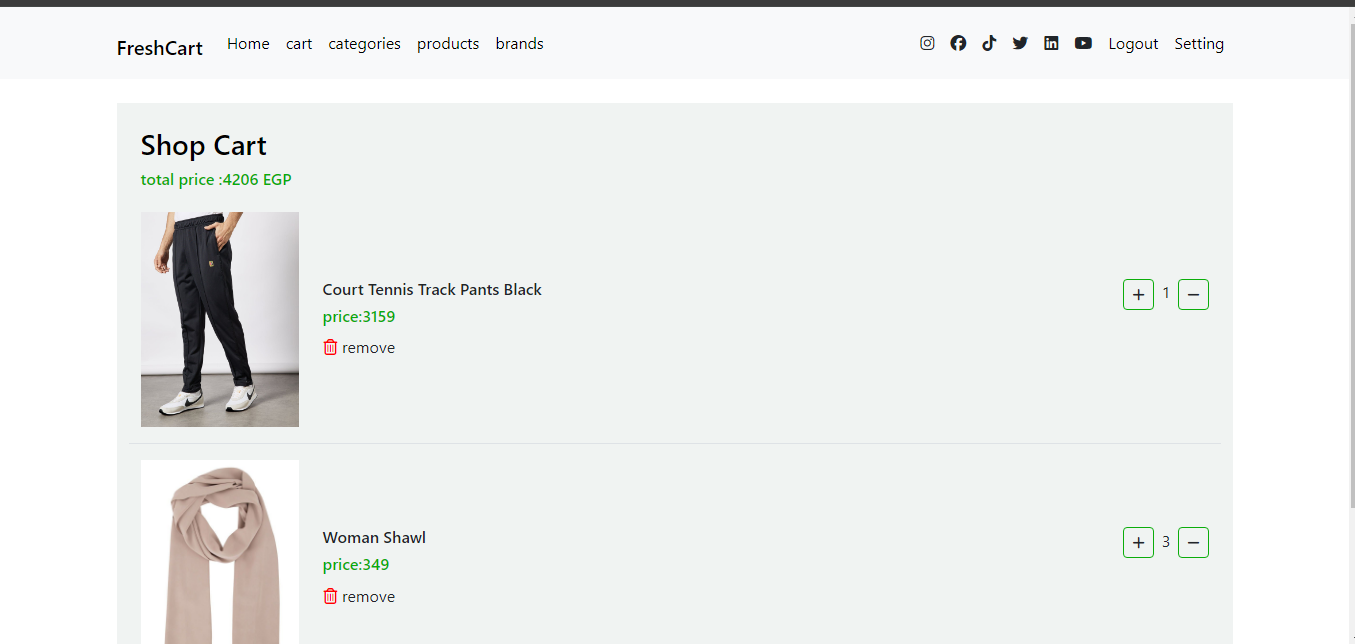 FreshCart Home cart categories products brands Logout Setting
Shop Cart
total price :4206 EGP
Court Tennis Track Pants Black
price:3159
remove
+ 1 −
Woman Shawl
price:349
remove
+ 3 −